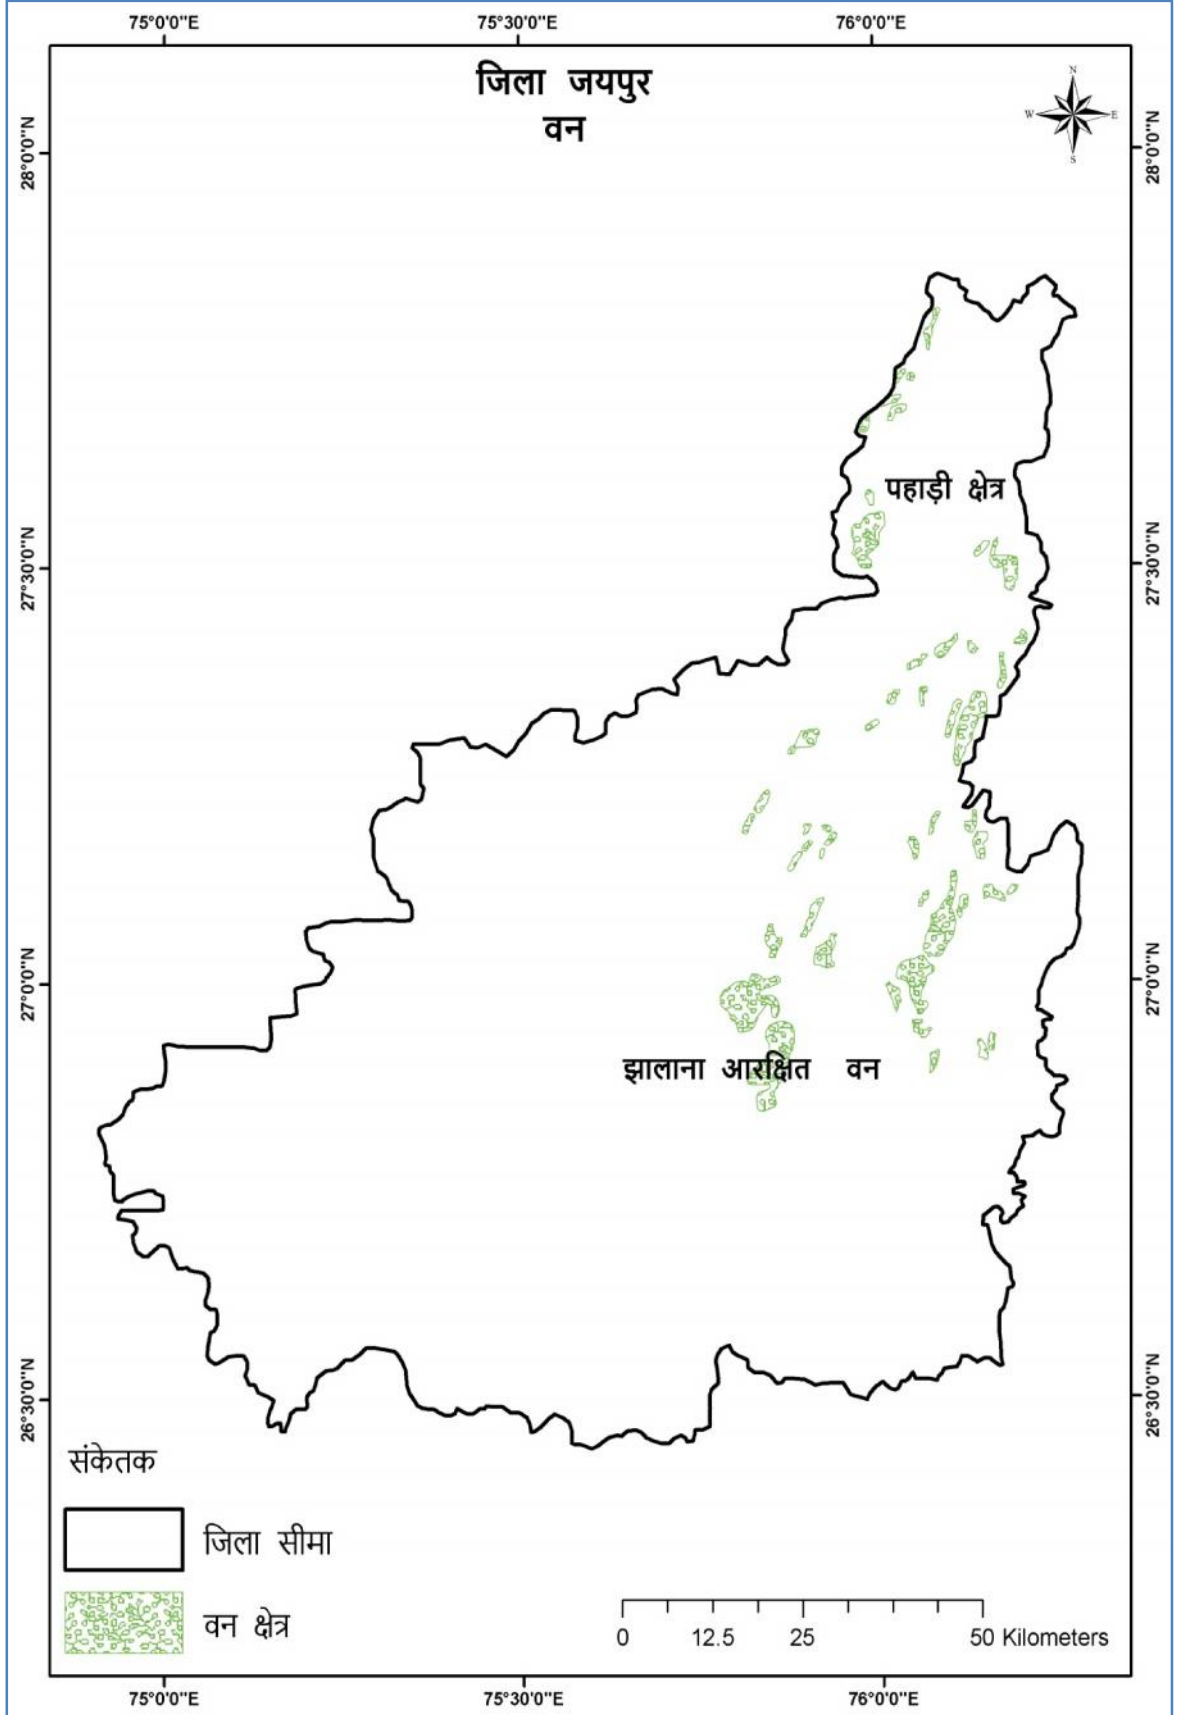 75°0'0"E 75°30'0"E 76°0'0"E
जिला जयपुर
वन
N
W E
S
28°0'0"N 28°0'0"N
पहाड़ी क्षेत्र
27°30'0"N 27°30'0"N
27°0'0"N 27°0'0"N
झालाना आरक्षित वन
26°30'0"N 26°30'0"N
संकेतक
जिला सीमा
वन क्षेत्र
0 12.5 25 50 Kilometers
75°0'0"E 75°30'0"E 76°0'0"E